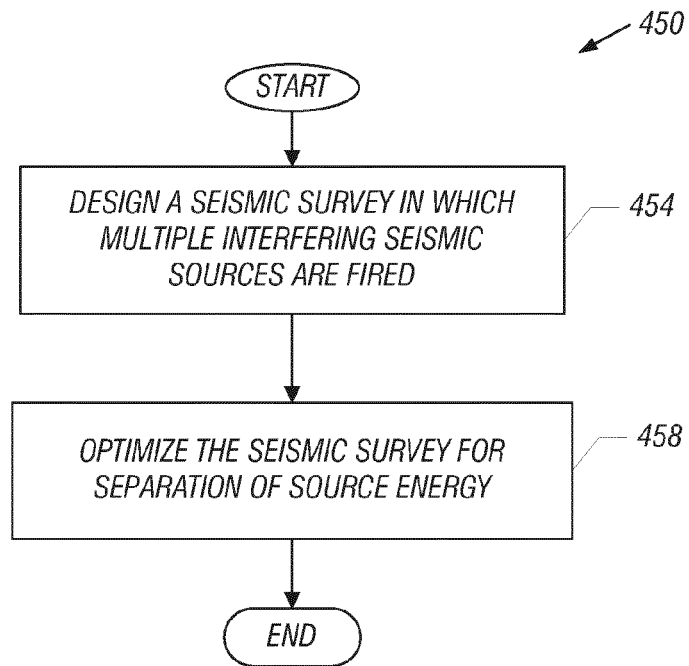 450
START
DESIGN A SEISMIC SURVEY IN WHICH
MULTIPLE INTERFERING SEISMIC
SOURCES ARE FIRED
454
OPTIMIZE THE SEISMIC SURVEY FOR
SEPARATION OF SOURCE ENERGY
458
END